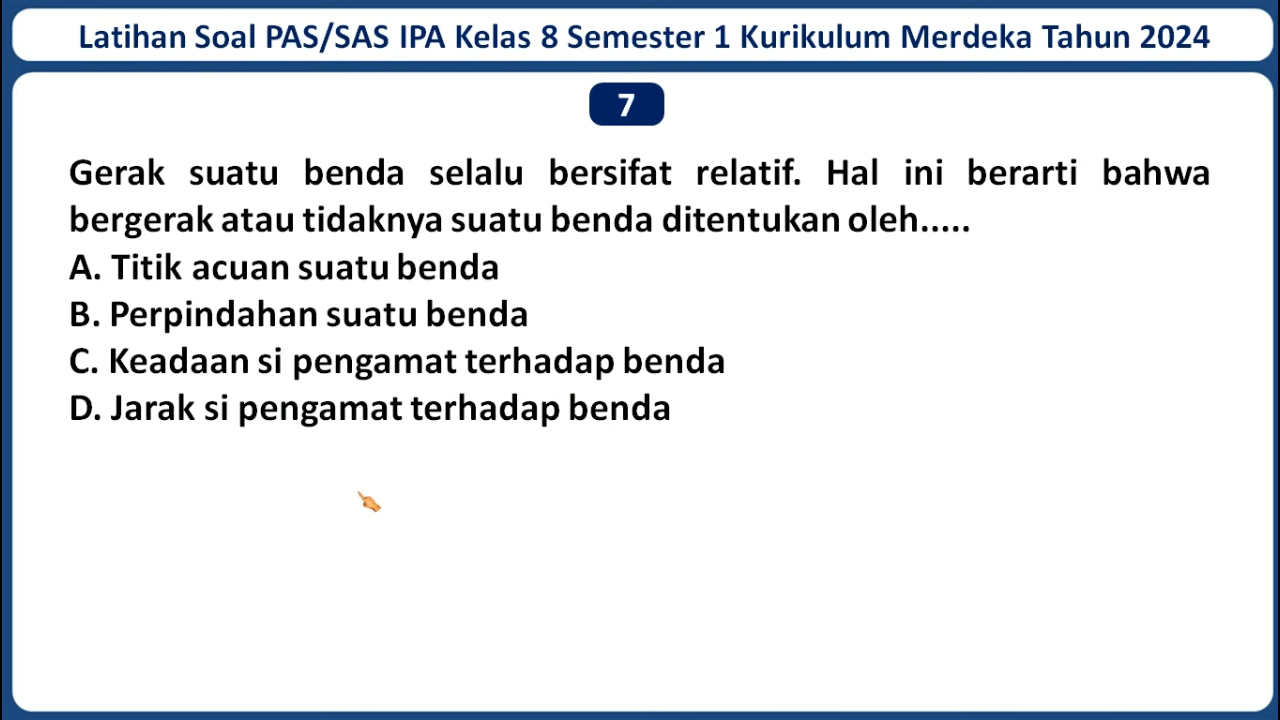 Latihan Soal PAS/SAS IPA Kelas 8 Semester 1 Kurikulum Merdeka Tahun 2024
7
Gerak suatu benda selalu bersifat relatif. Hal ini berarti bahwa
bergerak atau tidaknya suatu benda ditentukan oleh.....
A. Titik acuan suatu benda
B. Perpindahan suatu benda
C. Keadaan si pengamat terhadap benda
D. Jarak si pengamat terhadap benda